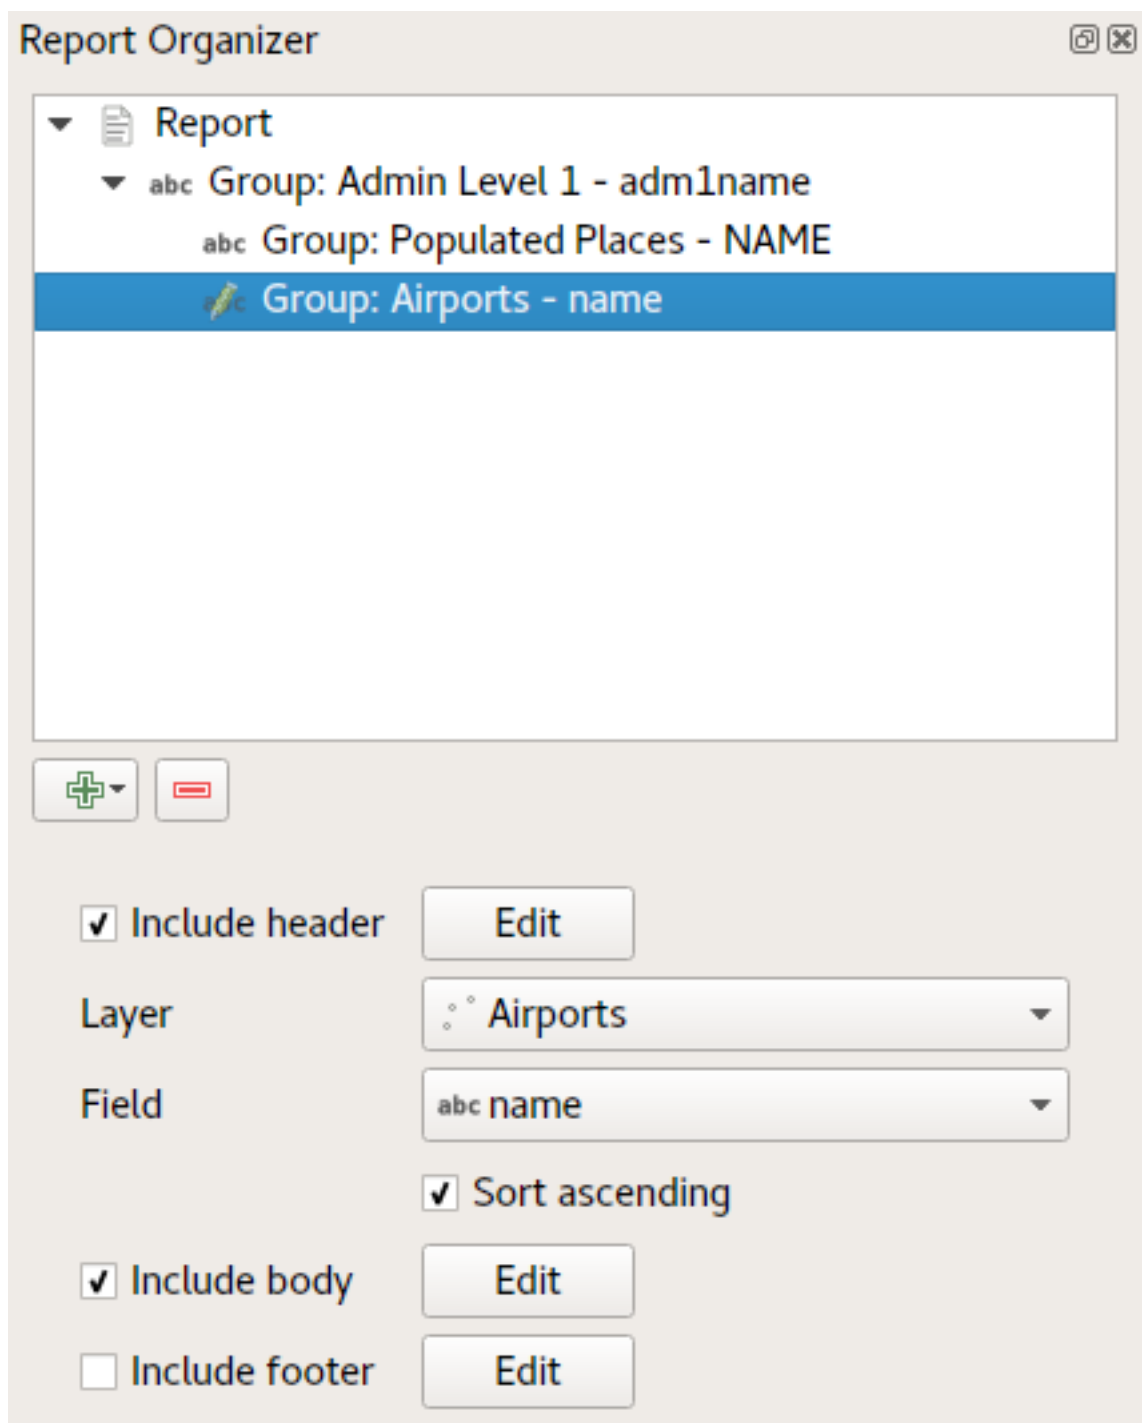 Report Organizer
Report
abc Group: Admin Level 1 - adm1name
abc Group: Populated Places - NAME
Group: Airports - name
Include header Edit
Layer Airports
Field abc name
Sort ascending
Include body Edit
Include footer Edit